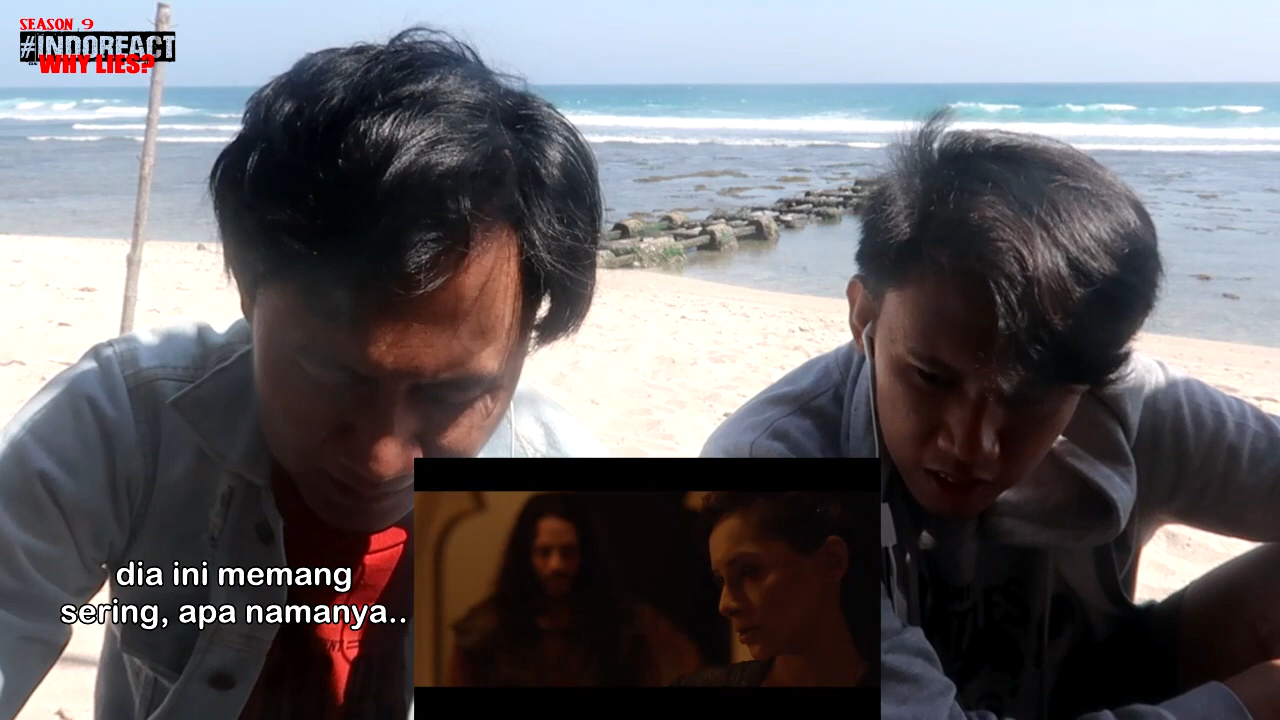 SEASON 9
#INDOREACT
WHY LIES?
dia ini memang
sering, apa namanya..